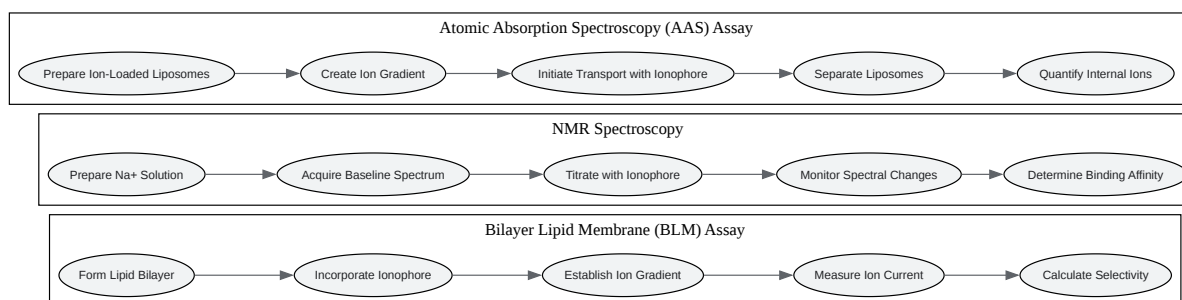 Atomic Absorption Spectroscopy (AAS) Assay
Prepare Ion-Loaded Liposomes
Create Ion Gradient
Initiate Transport with Ionophore
Separate Liposomes
Quantify Internal Ions
NMR Spectroscopy
Prepare Na+ Solution
Acquire Baseline Spectrum
Titrate with Ionophore
Monitor Spectral Changes
Determine Binding Affinity
Bilayer Lipid Membrane (BLM) Assay
Form Lipid Bilayer
Incorporate Ionophore
Establish Ion Gradient
Measure Ion Current
Calculate Selectivity